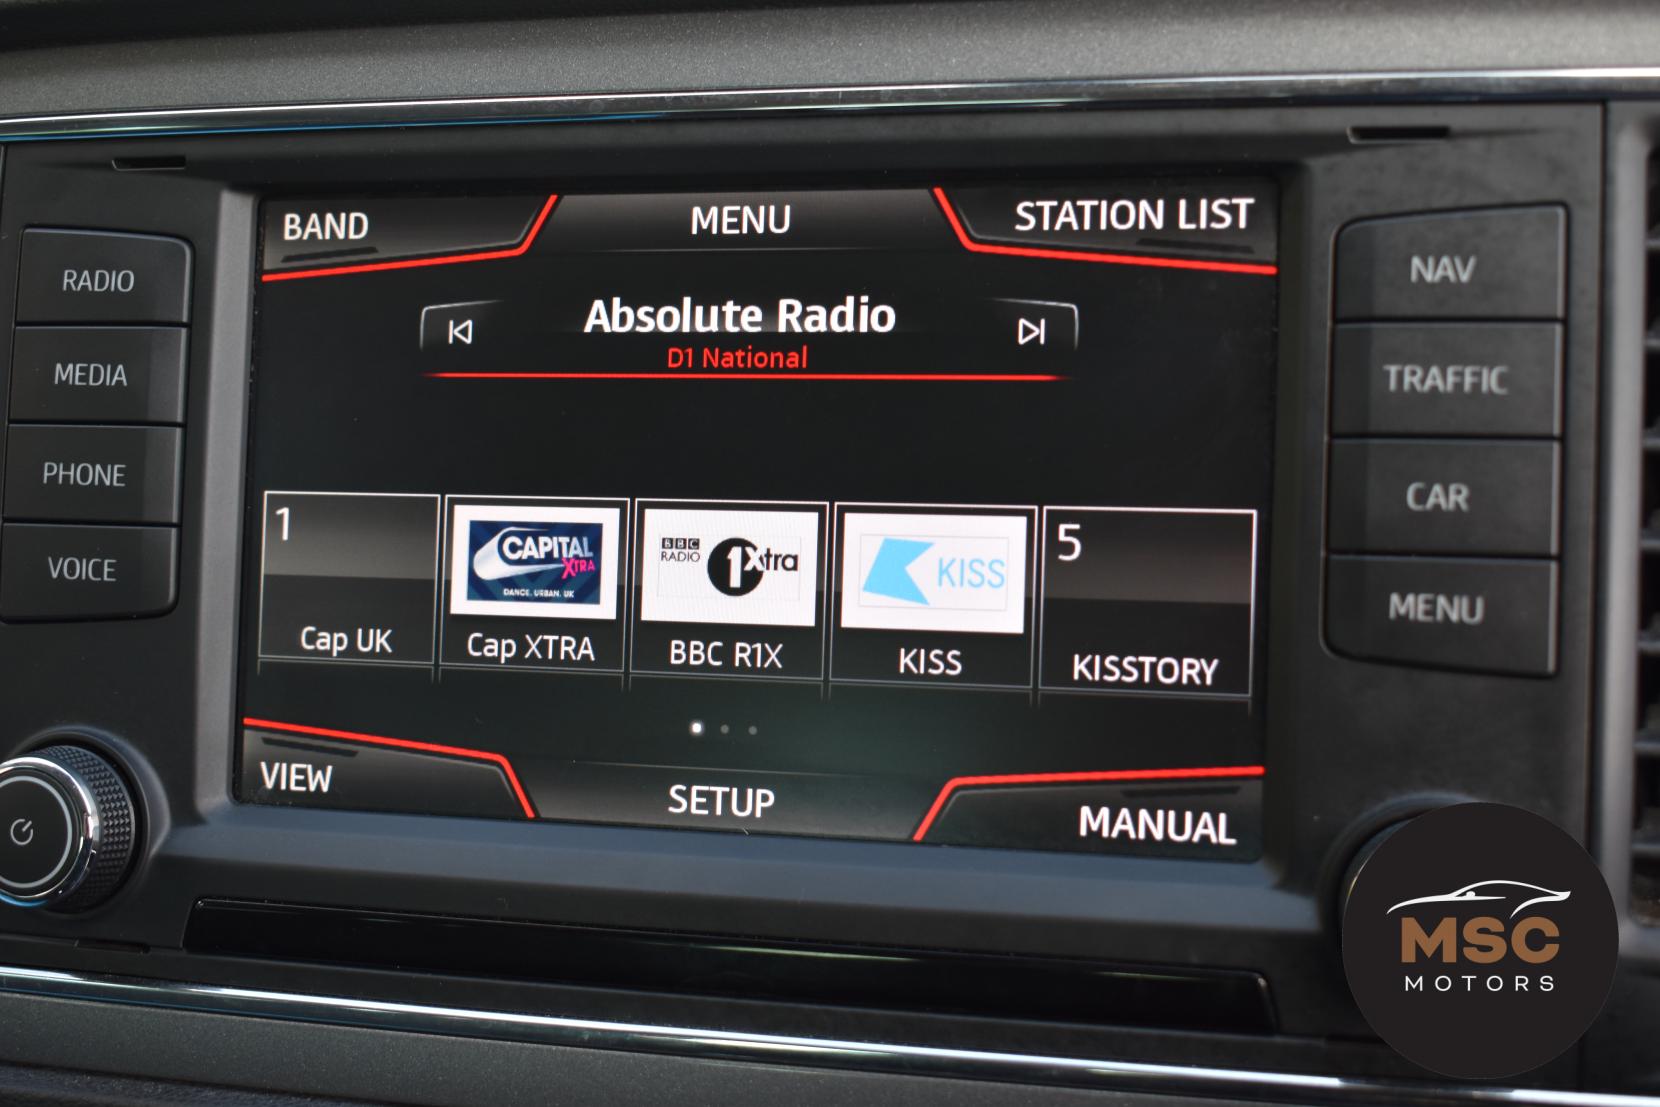 BAND
MENU
STATION LIST
RADIO
MEDIA
PHONE
VOICE
Absolute Radio
D1 National
NAV
TRAFFIC
CAR
MENU
1
Cap UK
CAPITAL
XTRA
DANCE. URBAN. UK
Cap XTRA
BBC
RADIO
1Xtra
BBC R1X
KISS
KISS
5
KISSTORY
VIEW
SETUP
MANUAL
MSC
MOTORS